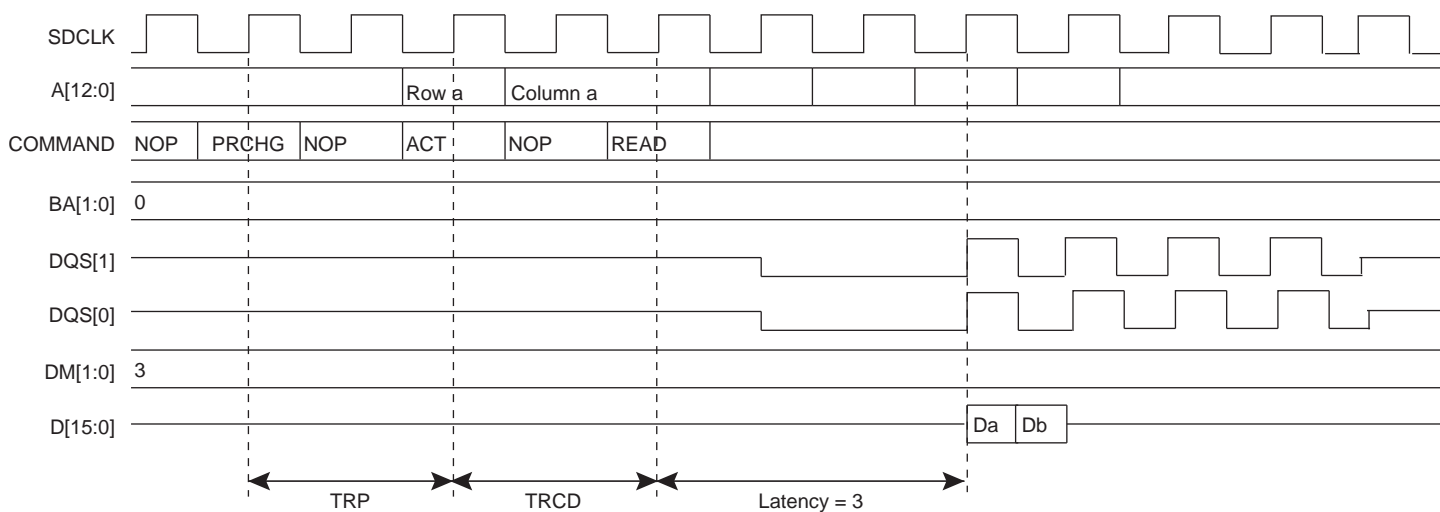 SDCLK
A[12:0] Row a Column a
COMMAND NOP PRCHG NOP ACT NOP READ
BA[1:0] 0
DQS[1]
DQS[0]
DM[1:0] 3
D[15:0] Da Db
TRP TRCD Latency = 3